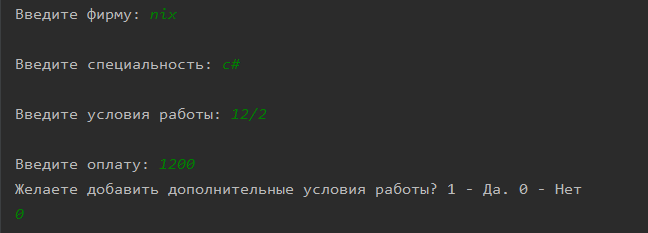 Введите фирму: nix
Введите специальность: c#
Введите условия работы: 12/2
Введите оплату: 1200
Желаете добавить дополнительные условия работы? 1 - Да. 0 - Нет
0